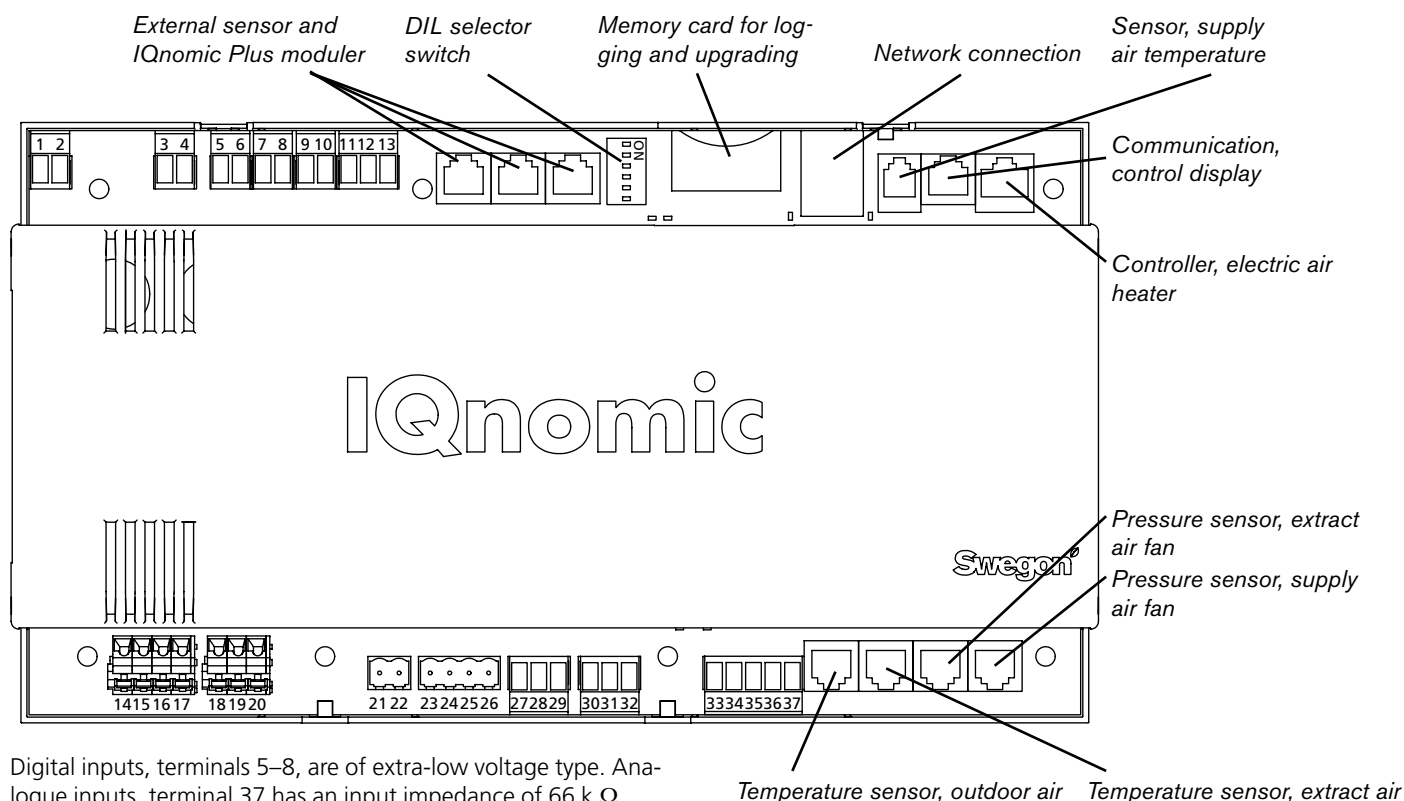 External sensor and
IQnomic Plus moduler
DIL selector
switch
Memory card for log-
ging and upgrading
Network connection
Sensor, supply
air temperature
1 2
3 4
5 6
7 8
9 10
11 12 13
ON
Communication,
control display
Controller, electric air
heater
IQnomic
Pressure sensor, extract
air fan
Swegon
Pressure sensor, supply
air fan
14 15 16 17
18 19 20
21 22
23 24 25 26
27 28 29
30 31 32
33 34 35 36 37
Digital inputs, terminals 5–8, are of extra-low voltage type. Ana-
logue inputs, terminal 37 has an input impedance of 66 k Ω
Temperature sensor, outdoor air
Temperature sensor, extract air